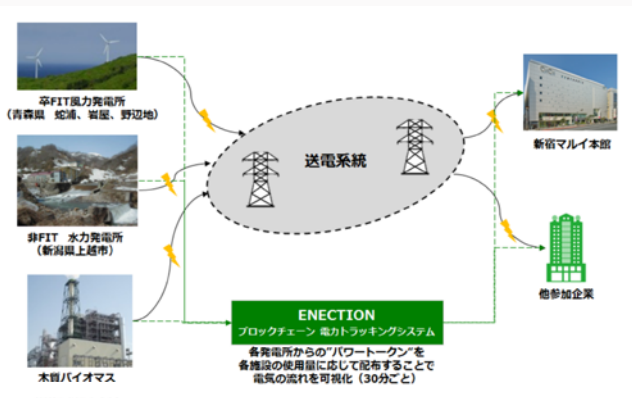 卒FIT風力発電所
(青森県 蛇浦、岩屋、野辺地)
送電系統
新宿マルイ本館
非FIT 水力発電所
(新潟県上越市)
他参加企業
ENECTION
ブロックチェーン 電力トラッキングシステム
各発電所からの"パワートークン"を
各施設の使用量に応じて配布することで
電気の流れを可視化(30分ごと)
木質バイオマス